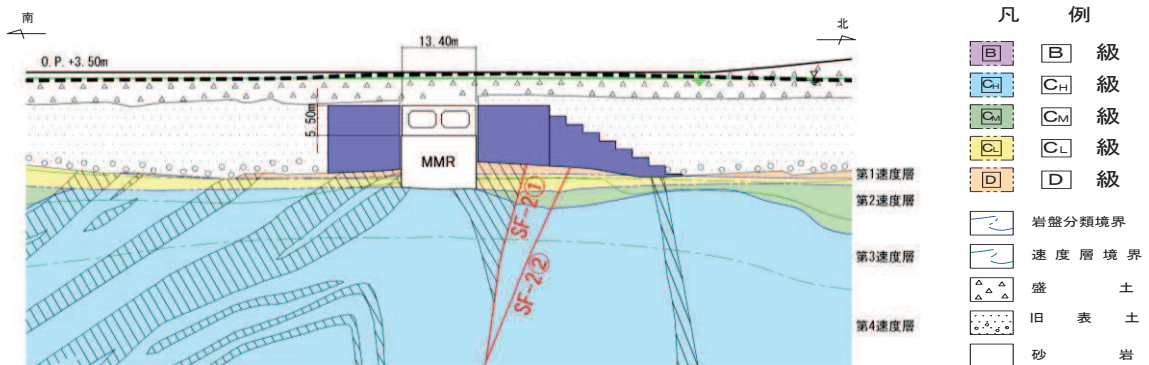 南
北
O.P.+3.50m
13.40m
5.50m
MMR
SF-2①
SF-2②
第1速度層
第2速度層
第3速度層
第4速度層
凡 例
B B 級
CH CH 級
CM CM 級
CL CL 級
D D 級
岩盤分類境界
速度層境界
盛 土
旧 表 土
砂 岩